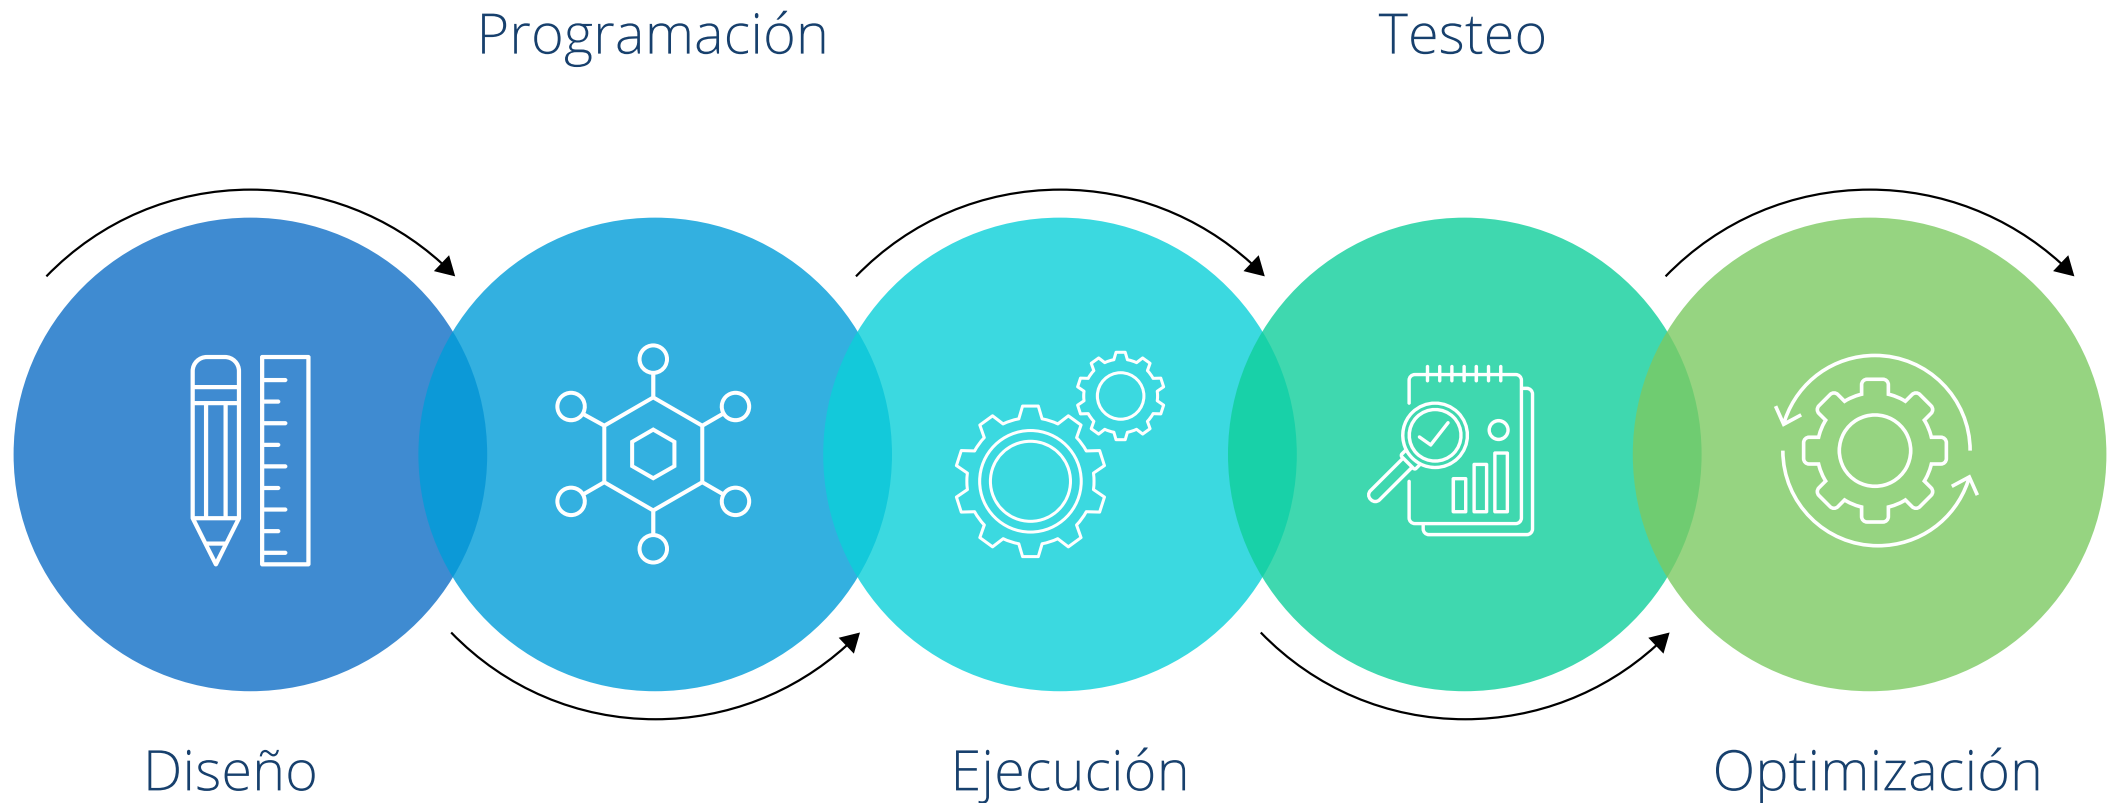 Programación
Testeo
Diseño
Ejecución
Optimización